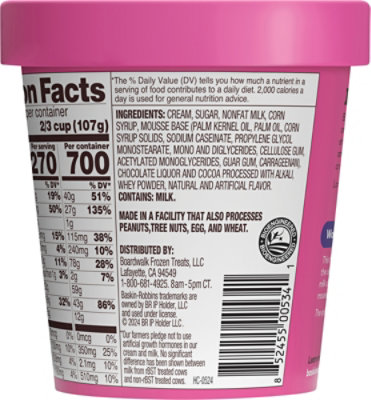 on Facts
per container
2/3 cup (107g)
Per container
270 700
% DV* % DV*
19% 40g 51%
50% 27g 135%
1g
15% 115mg 38%
4% 240mg 10%
11% 78g 28%
3% 2g 7%
59g
32% 43g 86%
12g
0% 0mcg 0%
10% 350mg 25%
6% 2.1mg 10%
4% 510mg 10%
*The % Daily Value (DV) tells you how much a nutrient in a
serving of food contributes to a daily diet. 2,000 calories a
day is used for general nutrition advice.
INGREDIENTS: CREAM, SUGAR, NONFAT MILK, CORN
SYRUP, MOUSSE BASE (PALM KERNEL OIL, PALM OIL, CORN
SYRUP SOLIDS, SODIUM CASEINATE, PROPYLENE GLYCOL
MONOSTEARATE, MONO AND DIGLYCERIDES, CELLULOSE GUM,
ACETYLATED MONOGLYCERIDES, GUAR GUM, CARRAGEENAN),
CHOCOLATE LIQUOR AND COCOA PROCESSED WITH ALKALI,
WHEY POWDER, NATURAL AND ARTIFICIAL FLAVOR.
CONTAINS: MILK.
MADE IN A FACILITY THAT ALSO PROCESSES
PEANUTS,TREE NUTS, EGG, AND WHEAT.
DISTRIBUTED BY:
Boardwalk Frozen Treats, LLC
Lafayette, CA 94549
1-800-681-4925. 8am - 5pm CT.
Baskin-Robbins trademarks are
owned by BR IP Holder, LLC
and used under license.
© 2024 BR IP Holder LLC.
Our farmers pledge not to use
artificial growth hormones in our
cream and milk. No significant
difference has been shown between
milk from rBST treated cows
and non-rBST treated cows HC-0524
BIOENGINEERED
8 52455 00534 1